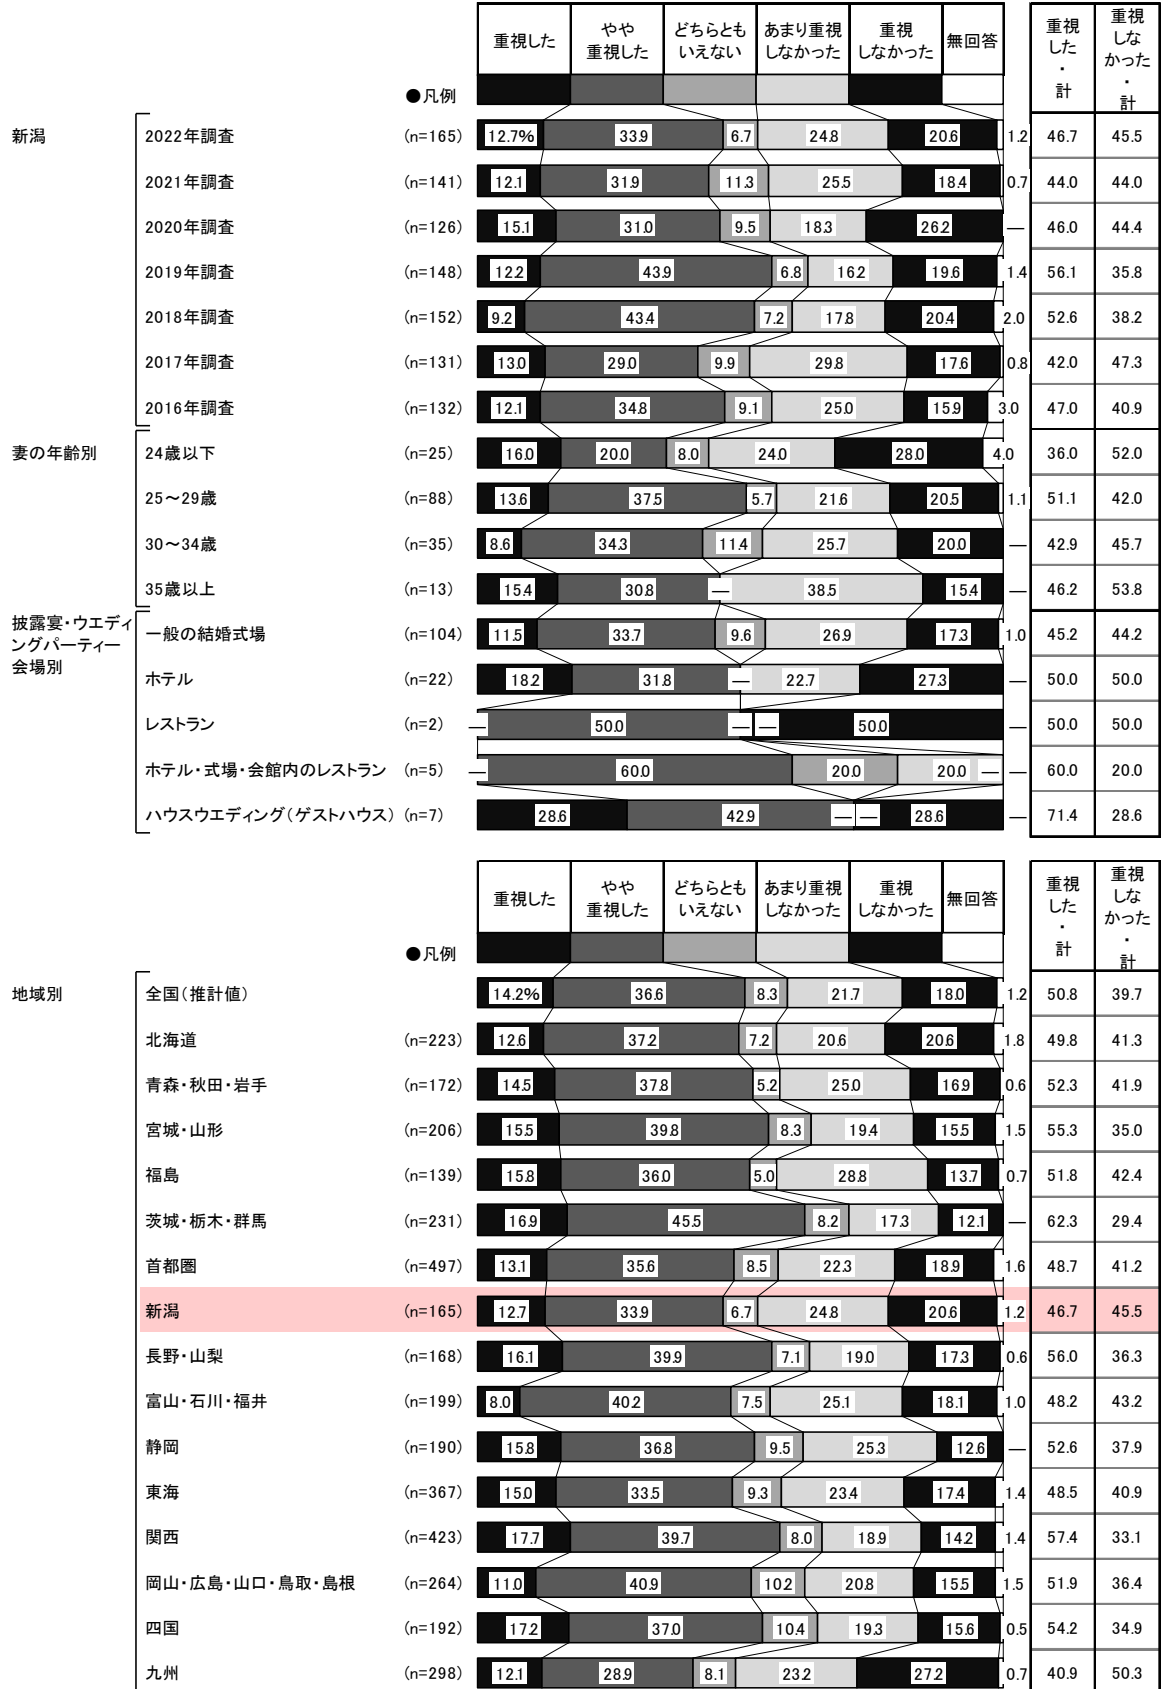 重視した やや重視した どちらともいえない あまり重視しなかった 重視しなかった 無回答 重視した・計 重視しなかった・計
●凡例
新潟 2022年調査 (n=165) 12.7% 33.9 6.7 24.8 20.6 1.2 46.7 45.5
2021年調査 (n=141) 12.1 31.9 11.3 25.5 18.4 0.7 44.0 44.0
2020年調査 (n=126) 15.1 31.0 9.5 18.3 26.2 — 46.0 44.4
2019年調査 (n=148) 12.2 43.9 6.8 16.2 19.6 1.4 56.1 35.8
2018年調査 (n=152) 9.2 43.4 7.2 17.8 20.4 2.0 52.6 38.2
2017年調査 (n=131) 13.0 29.0 9.9 29.8 17.6 0.8 42.0 47.3
2016年調査 (n=132) 12.1 34.8 9.1 25.0 15.9 3.0 47.0 40.9
妻の年齢別 24歳以下 (n=25) 16.0 20.0 8.0 24.0 28.0 4.0 36.0 52.0
25～29歳 (n=88) 13.6 37.5 5.7 21.6 20.5 1.1 51.1 42.0
30～34歳 (n=35) 8.6 34.3 11.4 25.7 20.0 — 42.9 45.7
35歳以上 (n=13) 15.4 30.8 — 38.5 15.4 — 46.2 53.8
披露宴・ウエディングパーティー会場別 一般の結婚式場 (n=104) 11.5 33.7 9.6 26.9 17.3 1.0 45.2 44.2
ホテル (n=22) 18.2 31.8 — 22.7 27.3 — 50.0 50.0
レストラン (n=2) — 50.0 — — 50.0 — 50.0 50.0
ホテル・式場・会館内のレストラン (n=5) — 60.0 20.0 20.0 — — 60.0 20.0
ハウスウエディング（ゲストハウス） (n=7) 28.6 42.9 — — 28.6 — 71.4 28.6
重視した やや重視した どちらともいえない あまり重視しなかった 重視しなかった 無回答 重視した・計 重視しなかった・計
●凡例
地域別 全国（推計値） 14.2% 36.6 8.3 21.7 18.0 1.2 50.8 39.7
北海道 (n=223) 12.6 37.2 7.2 20.6 20.6 1.8 49.8 41.3
青森・秋田・岩手 (n=172) 14.5 37.8 5.2 25.0 16.9 0.6 52.3 41.9
宮城・山形 (n=206) 15.5 39.8 8.3 19.4 15.5 1.5 55.3 35.0
福島 (n=139) 15.8 36.0 5.0 28.8 13.7 0.7 51.8 42.4
茨城・栃木・群馬 (n=231) 16.9 45.5 8.2 17.3 12.1 — 62.3 29.4
首都圏 (n=497) 13.1 35.6 8.5 22.3 18.9 1.6 48.7 41.2
新潟 (n=165) 12.7 33.9 6.7 24.8 20.6 1.2 46.7 45.5
長野・山梨 (n=168) 16.1 39.9 7.1 19.0 17.3 0.6 56.0 36.3
富山・石川・福井 (n=199) 8.0 40.2 7.5 25.1 18.1 1.0 48.2 43.2
静岡 (n=190) 15.8 36.8 9.5 25.3 12.6 — 52.6 37.9
東海 (n=367) 15.0 33.5 9.3 23.4 17.4 1.4 48.5 40.9
関西 (n=423) 17.7 39.7 8.0 18.9 14.2 1.4 57.4 33.1
岡山・広島・山口・鳥取・島根 (n=264) 11.0 40.9 10.2 20.8 15.5 1.5 51.9 36.4
四国 (n=192) 17.2 37.0 10.4 19.3 15.6 0.5 54.2 34.9
九州 (n=298) 12.1 28.9 8.1 23.2 27.2 0.7 40.9 50.3